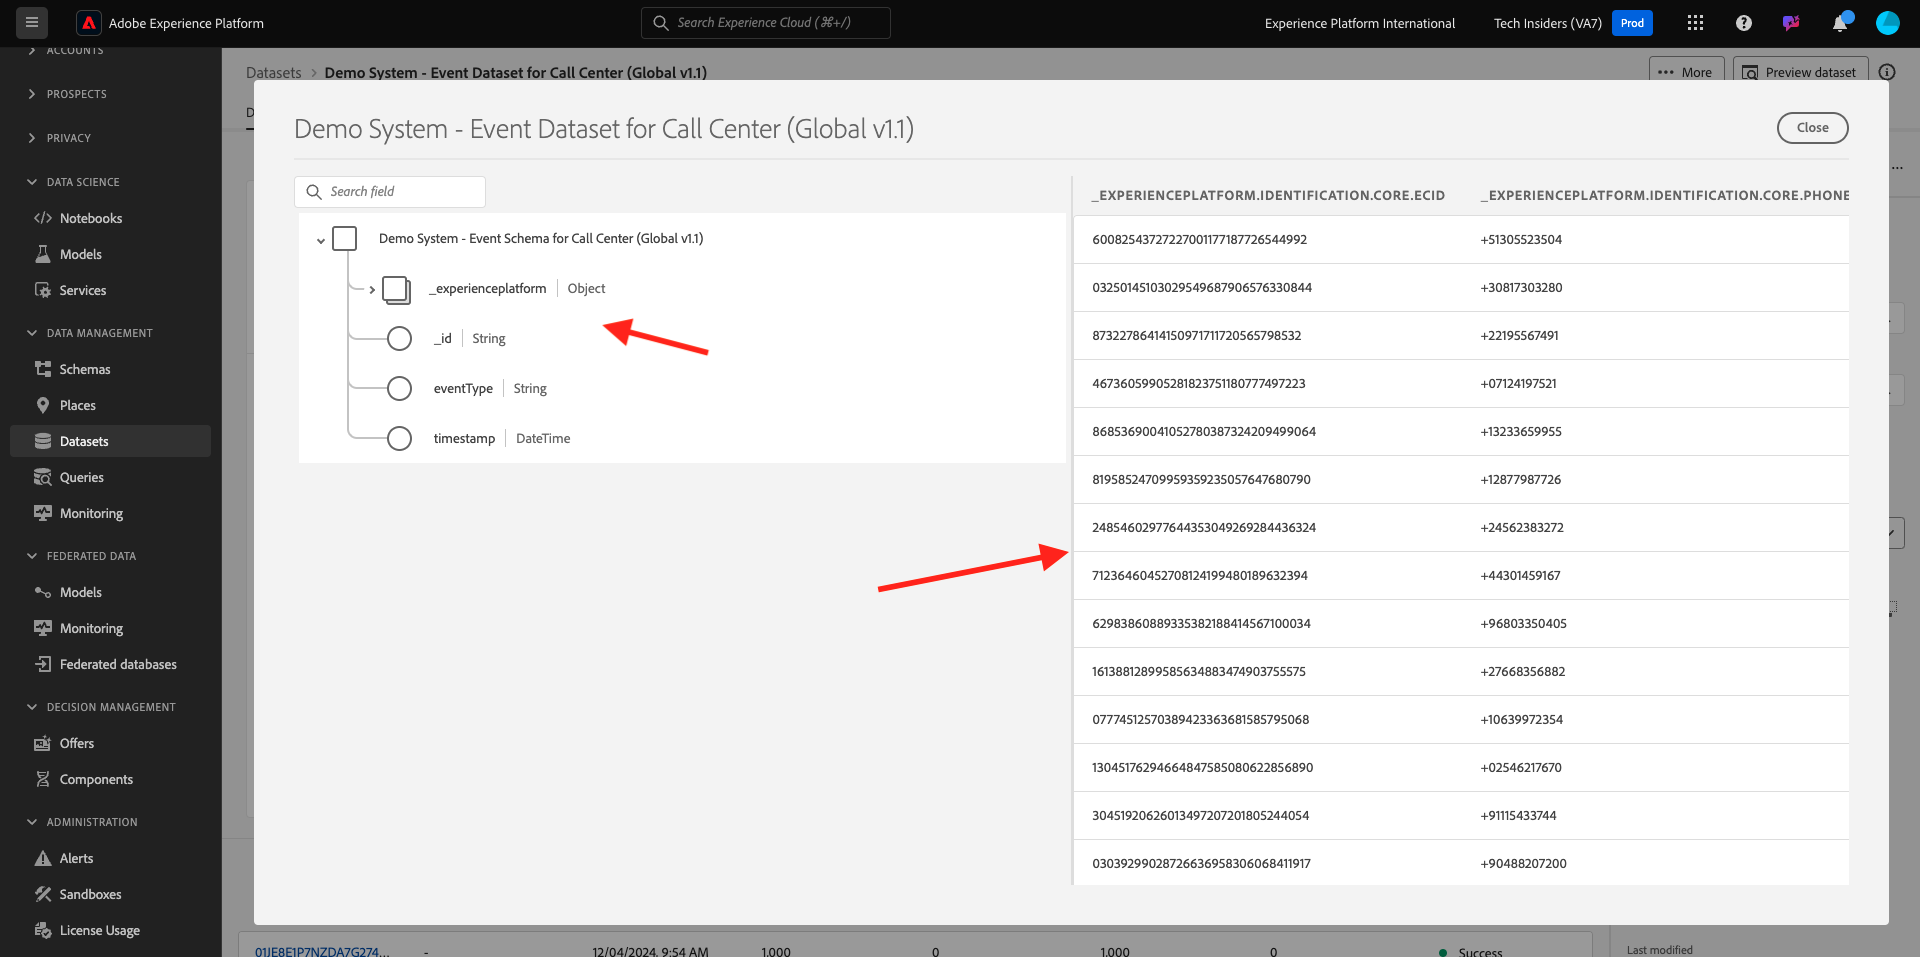 Adobe Experience Platform
Search Experience Cloud (⌘+/)
Experience Platform International
Tech Insiders (VA7)
Prod
ACCOUNTS
PROSPECTS
PRIVACY
DATA SCIENCE
Notebooks
Models
Services
DATA MANAGEMENT
Schemas
Places
Datasets
Queries
Monitoring
FEDERATED DATA
Models
Monitoring
Federated databases
DECISION MANAGEMENT
Offers
Components
ADMINISTRATION
Alerts
Sandboxes
License Usage
Datasets > Demo System - Event Dataset for Call Center (Global v1.1)
More
Preview dataset
D
Demo System - Event Dataset for Call Center (Global v1.1)
Close
Search field
Demo System - Event Schema for Call Center (Global v1.1)
_experienceplatform | Object
_id | String
eventType | String
timestamp | DateTime
_EXPERIENCEPLATFORM.IDENTIFICATION.CORE.ECID _EXPERIENCEPLATFORM.IDENTIFICATION.CORE.PHONE
60082543727227001177187726544992 +51305523504
03250145103029549687906576330844 +30817303280
87322786414150971711720565798532 +22195567491
46736059905281823751180777497223 +07124197521
86853690041052780387324209499064 +13233659955
81958524709959359235057647680790 +12877987726
24854602977644353049269284436324 +24562383272
71236460452708124199480189632394 +44301459167
62983860889335382188414567100034 +96803350405
16138812899585634883474903755575 +27668356882
07774512570389423363681585795068 +10639972354
13045176294664847585080622856890 +02546217670
30451920626013497207201805244054 +91115433744
03039299028726636958306068411917 +90488207200
01JE8E1P7NZDA7G274... - 12/04/2024, 9:54 AM 1,000 0 1,000 0 Success
Last modified